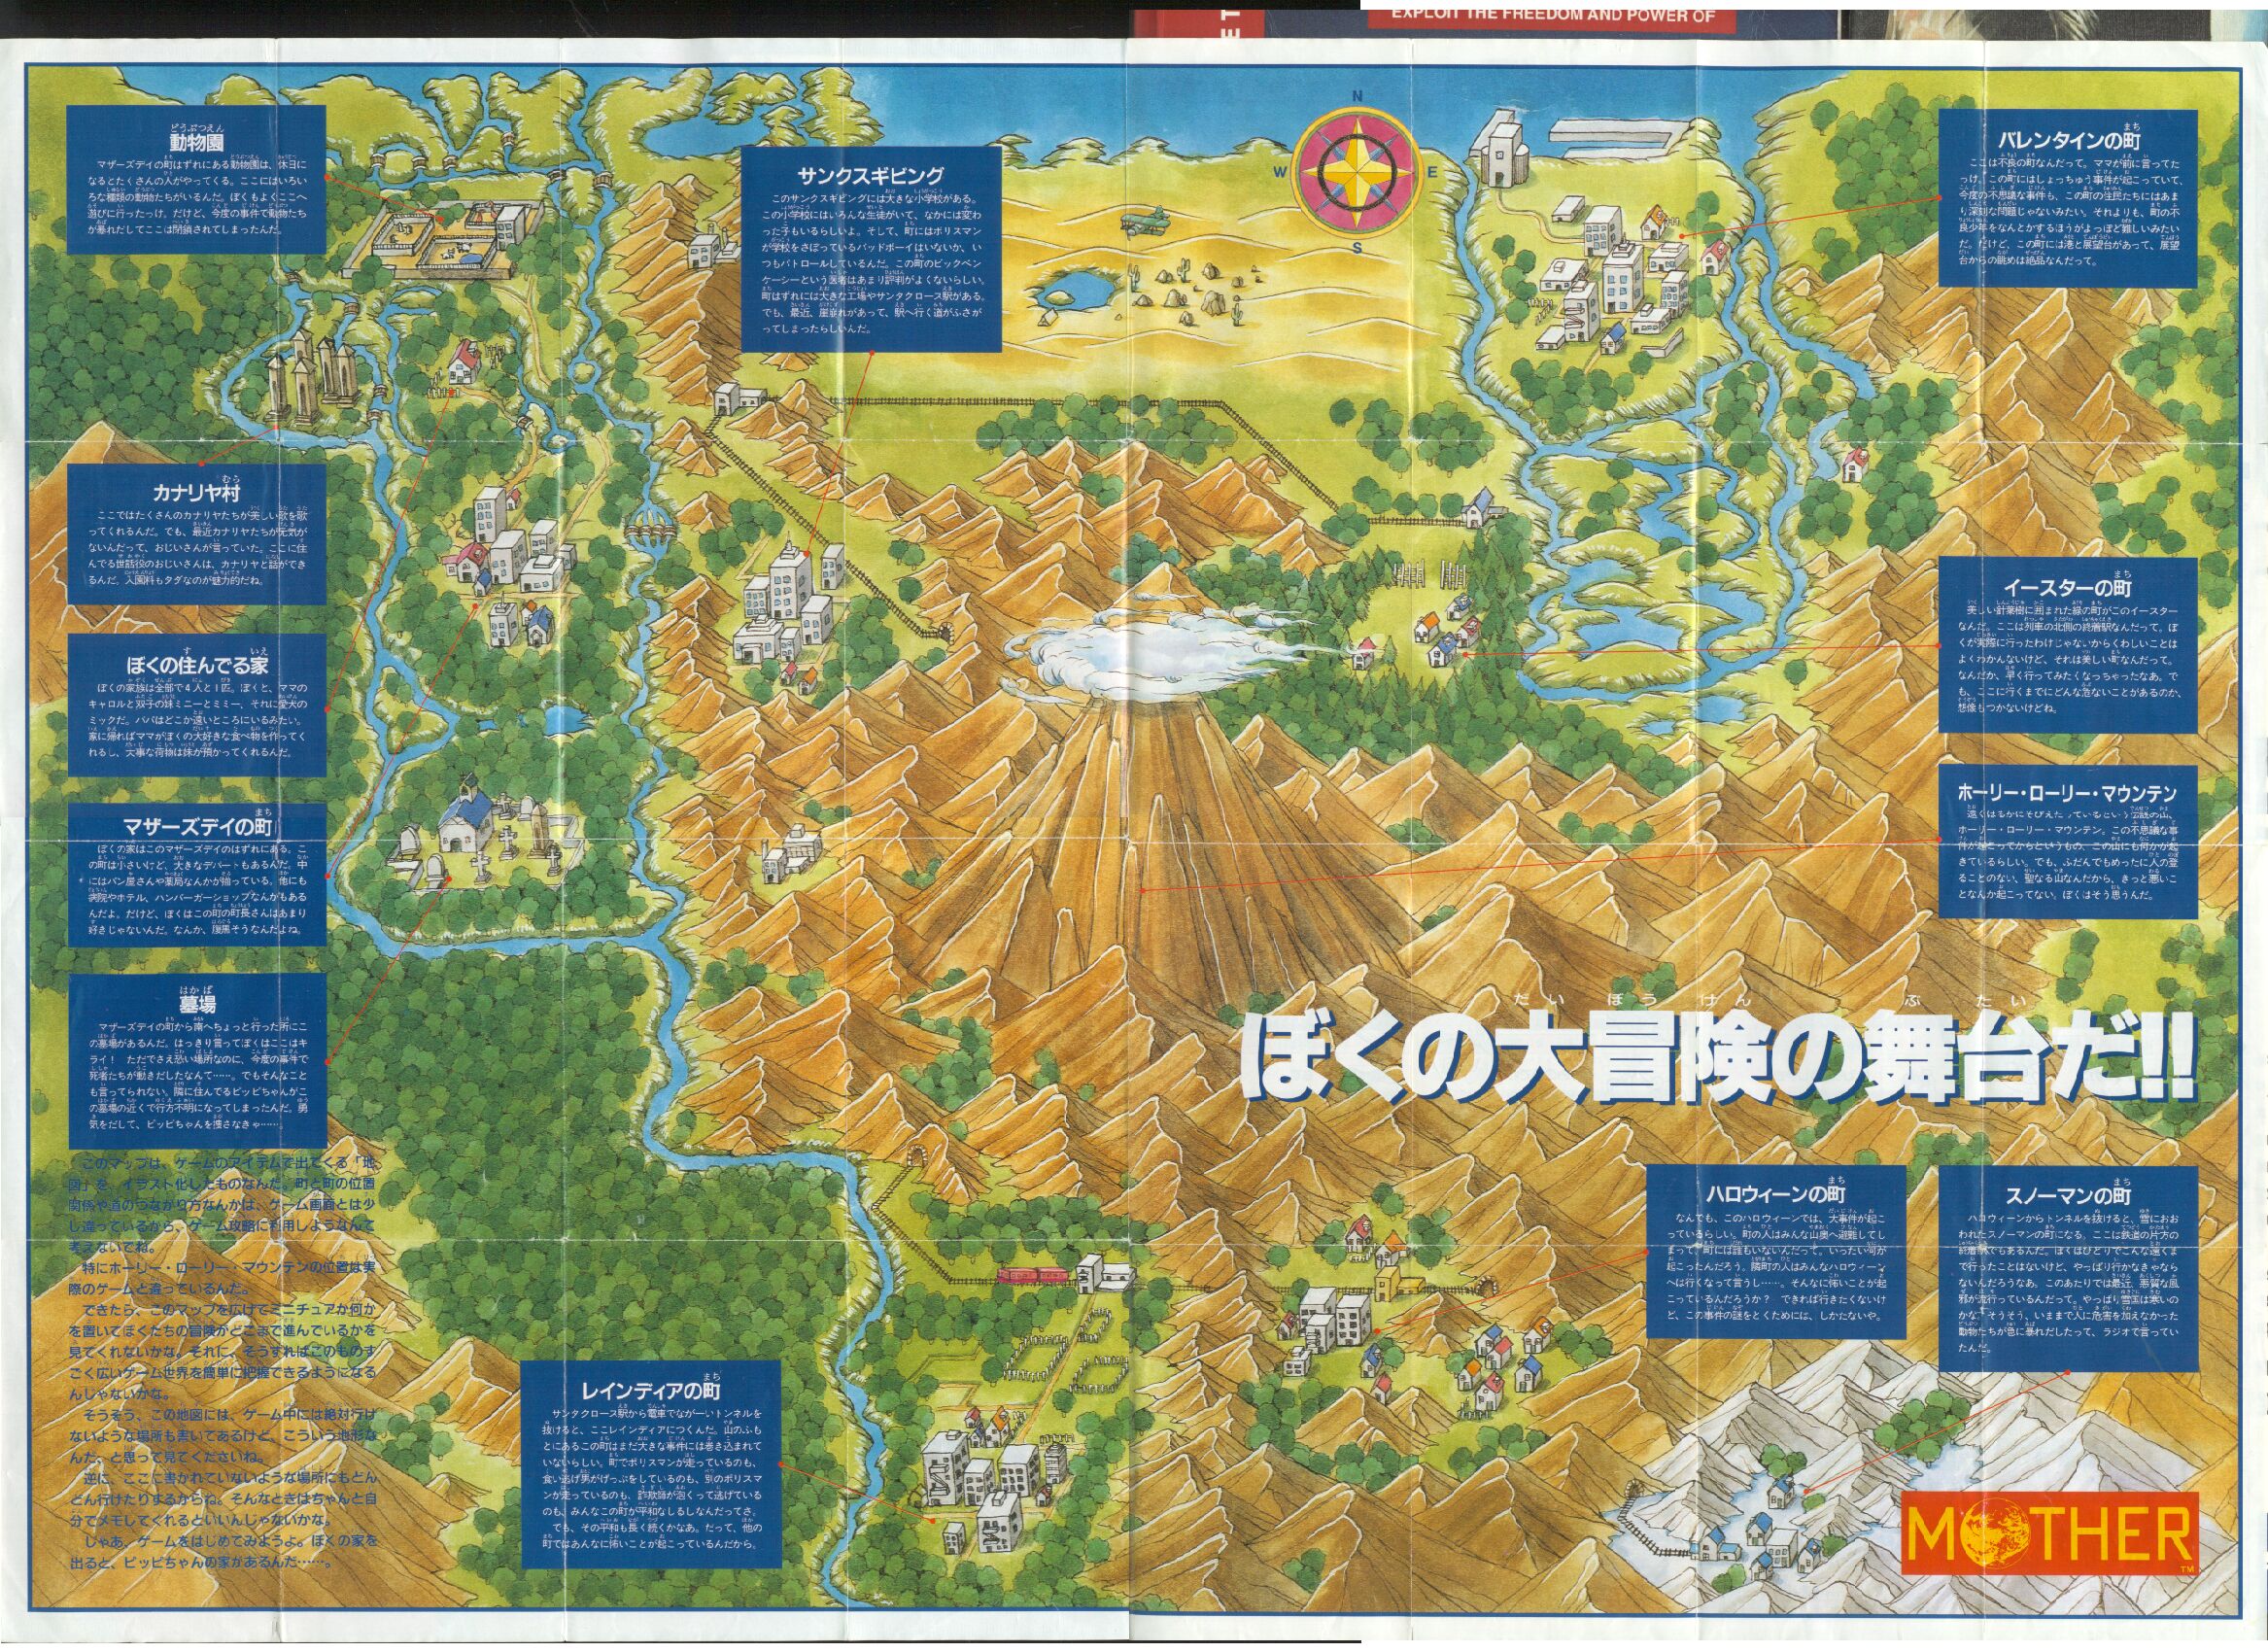 EXPLOIT THE FREEDOM AND POWER OF
どうぶつえん
動物園
マザーズデイの町はずれにある動物園は、休日に
なるとたくさんの人がやってくる。ここにはいろい
ろな種類の動物たちがいるんだ。ぼくもよくここへ
遊びに行ったっけ。だけど、今度の事件で動物たち
が暴れだしてここは閉鎖されてしまったんだ。
むら
カナリヤ村
ここではたくさんのカナリヤたちが美しい歌を歌
ってくれるんだ。でも、最近カナリヤたちが元気が
ないんだって、おじいさんが言っていた。ここに住
んでる世話役のおじいさんは、カナリヤと話ができ
るんだ。入園料もタダなのが魅力的だね。
す いえ
ぼくの住んでる家
ぼくの家族は全部で4人と1匹。ぼくと、ママの
キャロルと双子の妹ミニーとミミー、それに愛犬の
ミックだ。パパはどこか遠いところにいるみたい。
家に帰ればママがぼくの大好きな食べ物を作ってく
れるし、大事な荷物は妹が預かってくれるんだ。
まち
マザーズデイの町
ぼくの家はこのマザーズデイのはずれにある。こ
の町は小さいけど、大きなデパートもあるんだ。中
にはパン屋さんや薬局なんかが揃っている。他にも
病院やホテル、ハンバーガーショップなんかもある
んだよ。だけど、ぼくはこの町の町長さんはあまり
好きじゃないんだ。なんか、腹黒そうなんだよね。
はかば
墓場
マザーズデイの町から南へちょっと行った所にこ
の墓場があるんだ。はっきり言ってぼくはここはキ
ライ！ ただでさえ恐い場所なのに、今度の事件で
死者たちが動きだしたなんて……。でもそんなこと
も言ってられない。隣に住んでるピッピちゃんがこ
の墓場の近くで行方不明になってしまったんだ。勇
気をだして、ピッピちゃんを捜さなきゃ……。
このマップは、ゲームのアイテムで出てくる「地
図」を、イラスト化したものなんだ。町と町の位置
関係や道のつながり方なんかは、ゲーム画面とは少
し違っているから、ゲーム攻略に利用しようなんて
考えないでね。
特にホーリー・ローリー・マウンテンの位置は実
際のゲームと違っているんだ。
できたら、このマップを広げてミニチュアか何か
を置いてぼくたちの冒険がどこまで進んでいるかを
見てくれないかな。それに、そうすればこのものす
ごく広いゲーム世界を簡単に把握できるようになる
んじゃないかな。
そうそう、この地図には、ゲーム中には絶対行け
ないような場所も書いてあるけど、こういう地形な
んだ、と思って見てくださいね。
逆に、ここに書かれていないような場所にもどん
どん行けたりするからね。そんなときはちゃんと自
分でメモしてくれるといいんじゃないかな。
じゃあ、ゲームをはじめてみようよ。ぼくの家を
出ると、ピッピちゃんの家があるんだ……。
サンクスギビング
このサンクスギビングには大きな小学校がある。
この小学校にはいろんな生徒がいて、なかには変わ
った子もいるらしいよ。そして、町にはポリスマン
が学校をさぼっているバッドボーイはいないか、い
つもパトロールしているんだ。この町のビックベン
ケーシーという医者はあまり評判がよくないらしい。
町はずれには大きな工場やサンタクロース駅がある。
でも、最近、崖崩れがあって、駅へ行く道がふさが
ってしまったらしいんだ。
N
W
E
S
まち
バレンタインの町
ここは不良の町なんだって。ママが前に言ってた
っけ。この町にはしょっちゅう事件が起こっていて、
今度の不思議な事件も、この町の住民たちにはあま
り深刻な問題じゃないみたい。それよりも、町の不
良少年をなんとかするほうがよっぽど難しいみたい
だ。だけど、この町には港と展望台があって、展望
台からの眺めは絶品なんだって。
まち
イースターの町
美しい針葉樹に囲まれた緑の町がこのイースター
なんだ。ここは列車の北側の終着駅なんだって。ぼ
くが実際に行ったわけじゃないからくわしいことは
よくわかんないけど、それは美しい町なんだって。
なんだか、早く行ってみたくなっちゃったなあ。で
も、ここに行くまでにどんな危ないことがあるのか、
想像もつかないけどね。
ホーリー・ローリー・マウンテン
遠くはるかにそびえたっているという伝説の山、
ホーリー・ローリー・マウンテン。この不思議な事
件が起こってからというもの、この山にも何かが起
きているらしい。でも、ふだんでもめったに人の登
ることのない、聖なる山なんだから、きっと悪いこ
となんか起こってない。ぼくはそう思うんだ。
だい ぼう けん ぶ たい
ぼくの大冒険の舞台だ!!
まち
ハロウィーンの町
なんでも、このハロウィーンでは、大事件が起こ
っているらしい。町の人はみんな山奥へ避難してし
まって、町には誰もいないんだって。いったい何が
起こったんだろう。隣町の人はみんなハロウィーン
へは行くなって言うし……。そんなに怖いことが起
こっているんだろうか？ できれば行きたくないけ
ど、この事件の謎をとくためには、しかたないや。
まち
スノーマンの町
ハロウィーンからトンネルを抜けると、雪におお
われたスノーマンの町になる。ここは鉄道の片方の
終着駅でもあるんだ。ぼくはひとりでこんな遠くま
で行ったことはないけど、やっぱり行かなきゃなら
ないんだろうなあ。このあたりでは最近、悪質な風
邪が流行っているんだって。やっぱり雪国は寒いの
かな。そうそう、いままで人に危害を加えなかった
動物たちが急に暴れだしたって、ラジオで言ってい
たんだ。
まち
レインディアの町
サンタクロース駅から電車でながーいトンネルを
抜けると、ここレインディアにつくんだ。山のふも
とにあるこの町はまだ大きな事件には巻き込まれて
いないらしい。町でポリスマンが走っているのも、
食い逃げ男がげっぷをしているのも、別のポリスマ
ンが走っているのも、詐欺師が泡くって逃げている
のも、みんなこの町が平和なしるしなんだってさ。
でも、その平和も長く続くかなあ。だって、他の
町ではあんなに怖いことが起こっているんだから。
MOTHER
TM